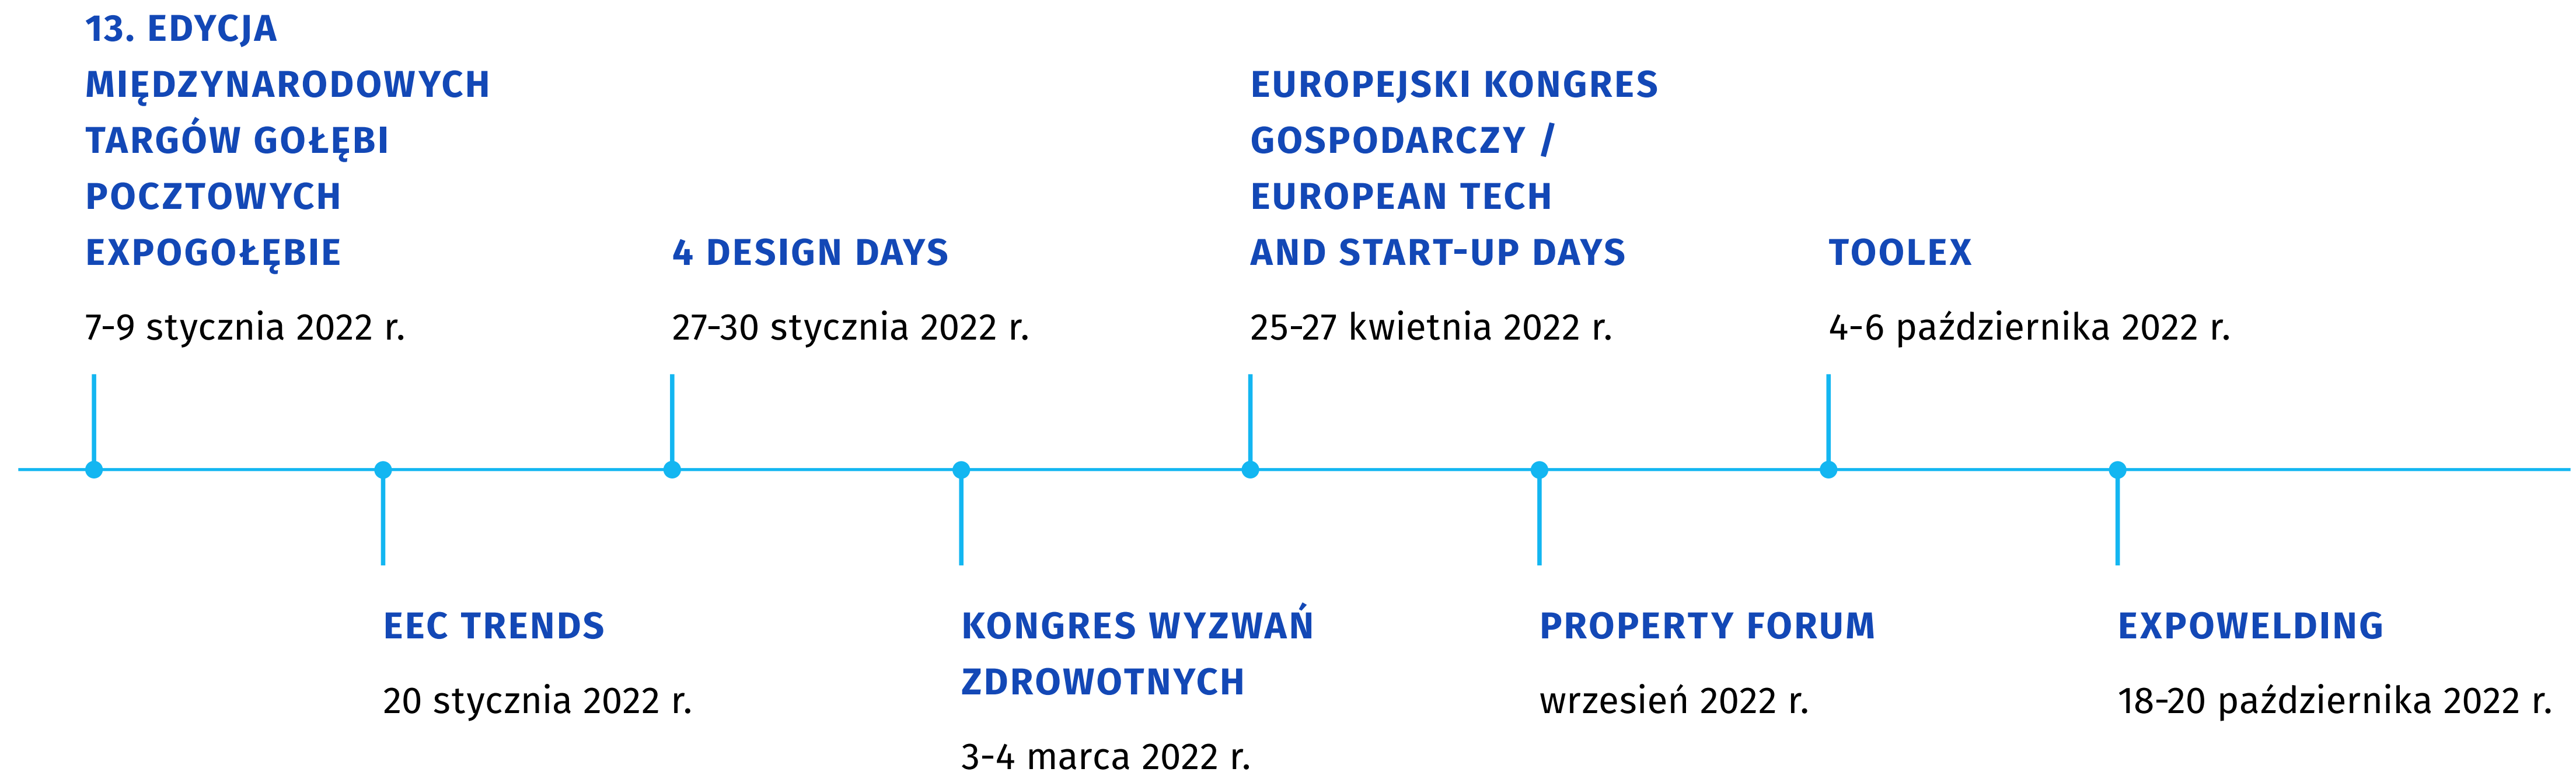 13. EDYCJA
MIĘDZYNARODOWYCH
TARGÓW GOŁĘBI
POCZTOWYCH
EXPOGOŁĘBIE
7-9 stycznia 2022 r.
EEC TRENDS
20 stycznia 2022 r.
4 DESIGN DAYS
27-30 stycznia 2022 r.
KONGRES WYZWAŃ
ZDROWOTNYCH
3-4 marca 2022 r.
EUROPEJSKI KONGRES
GOSPODARCZY /
EUROPEAN TECH
AND START-UP DAYS
25-27 kwietnia 2022 r.
PROPERTY FORUM
wrzesień 2022 r.
TOOLEX
4-6 października 2022 r.
EXPOWELDING
18-20 października 2022 r.